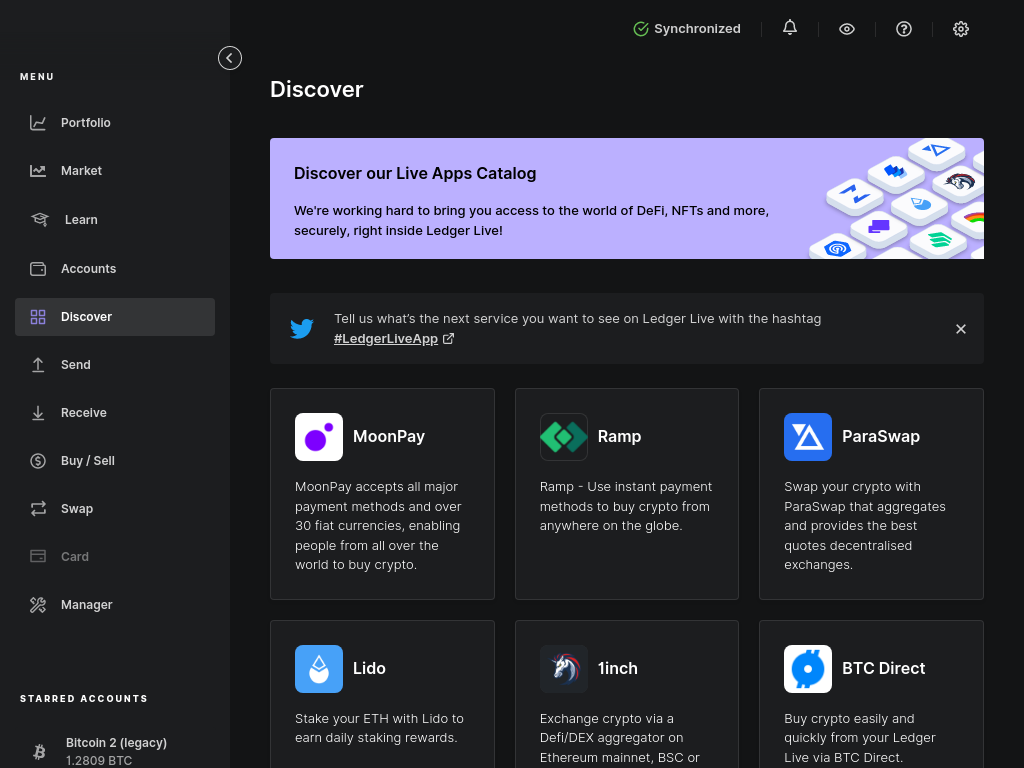 Synchronized
MENU
Portfolio
Market
Learn
Accounts
Discover
Send
Receive
Buy / Sell
Swap
Card
Manager
STARRED ACCOUNTS
Bitcoin 2 (legacy)
1.2809 BTC
Discover
Discover our Live Apps Catalog
We're working hard to bring you access to the world of DeFi, NFTs and more,
securely, right inside Ledger Live!
Tell us what's the next service you want to see on Ledger Live with the hashtag
#LedgerLiveApp
MoonPay
MoonPay accepts all major
payment methods and over
30 fiat currencies, enabling
people from all over the
world to buy crypto.
Ramp
Ramp - Use instant payment
methods to buy crypto from
anywhere on the globe.
ParaSwap
Swap your crypto with
ParaSwap that aggregates
and provides the best
quotes decentralised
exchanges.
Lido
Stake your ETH with Lido to
earn daily staking rewards.
1inch
Exchange crypto via a
Defi/DEX aggregator on
Ethereum mainnet, BSC or
BTC Direct
Buy crypto easily and
quickly from your Ledger
Live via BTC Direct.